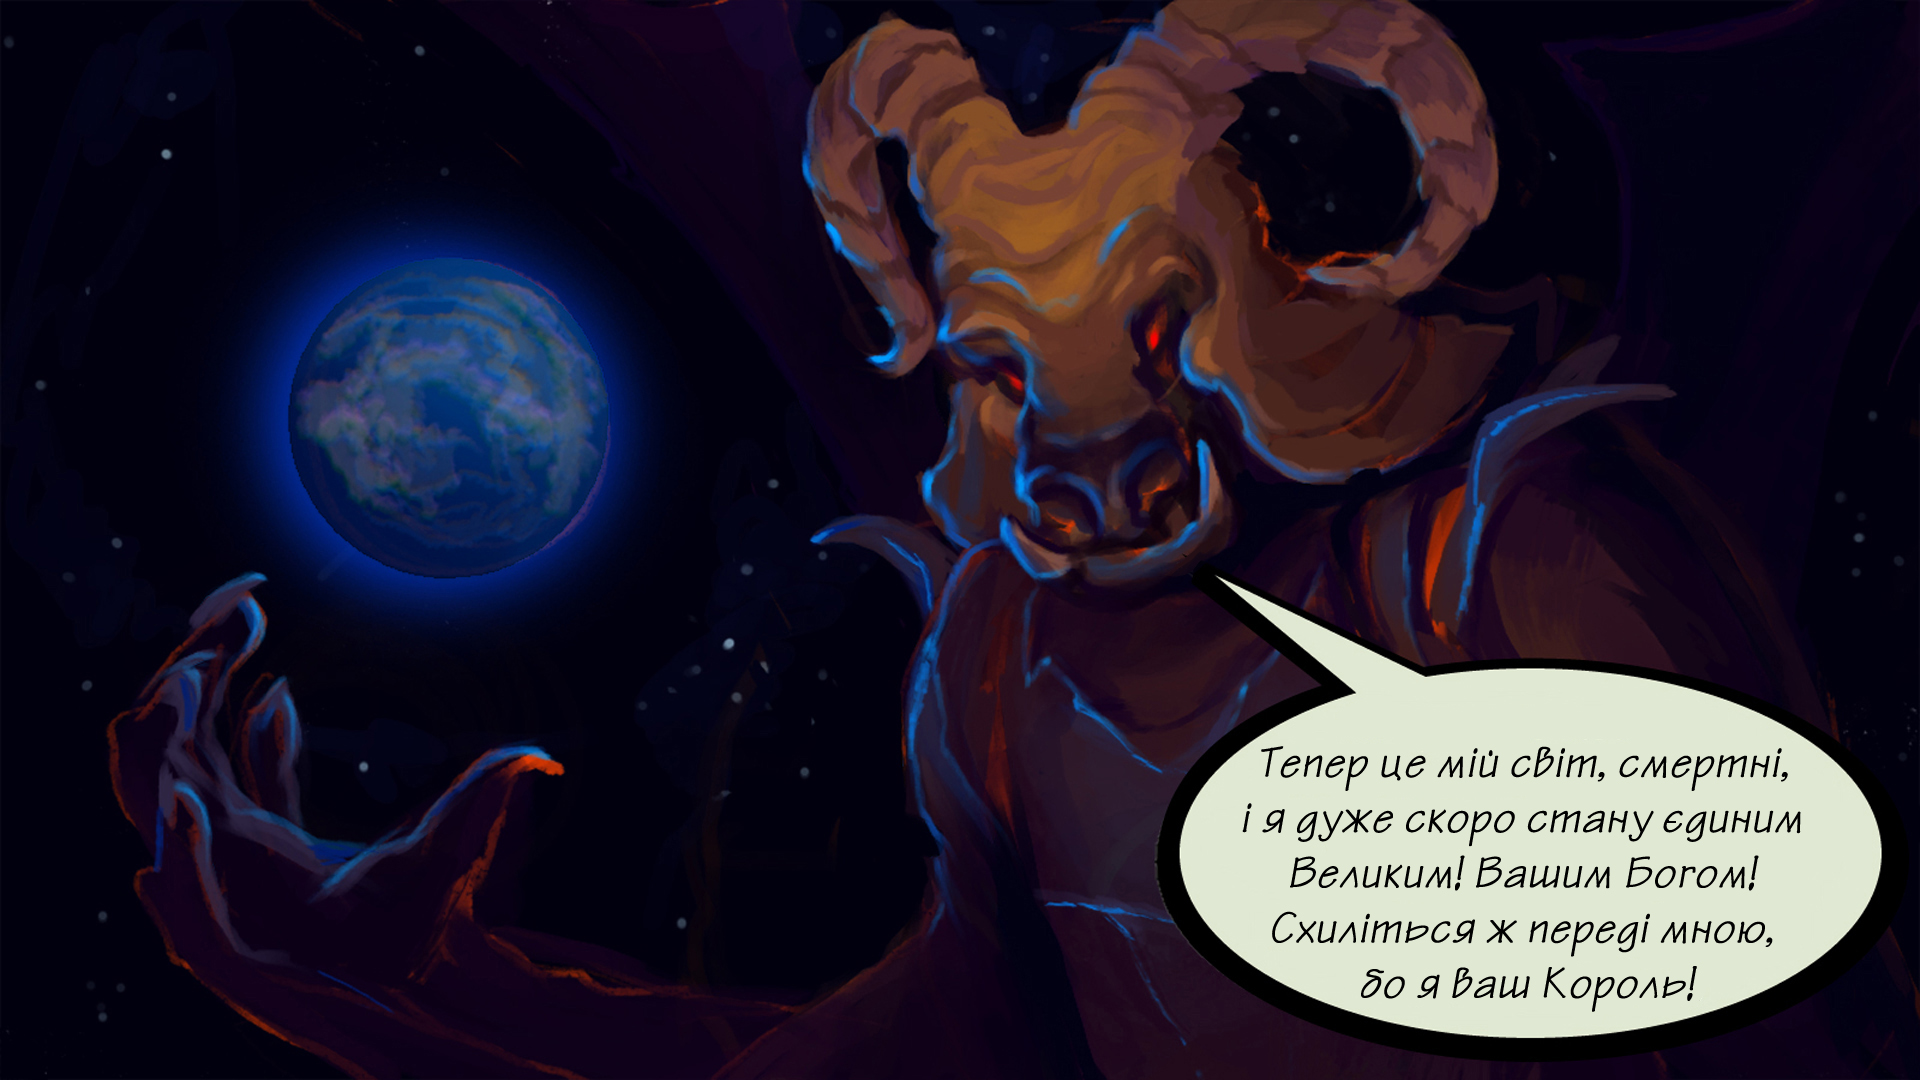 Тепер це мій світ, смертні,
і я дуже скоро стану єдиним
Великим! Вашим Богом!
Схиліться ж переді мною,
бо я ваш Король!